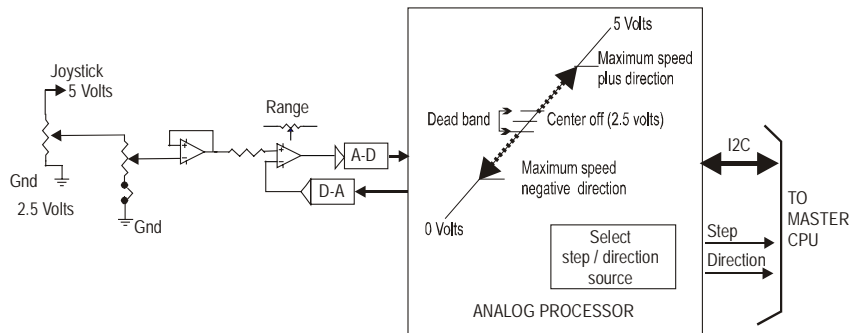 Joystick
5 Volts
Gnd
2.5 Volts
Gnd
Range
A-D
D-A
5 Volts
Maximum speed
plus direction
Dead band
Center off (2.5 volts)
Maximum speed
negative direction
0 Volts
Select
step / direction
source
ANALOG PROCESSOR
I2C
Step
Direction
TO
MASTER
CPU